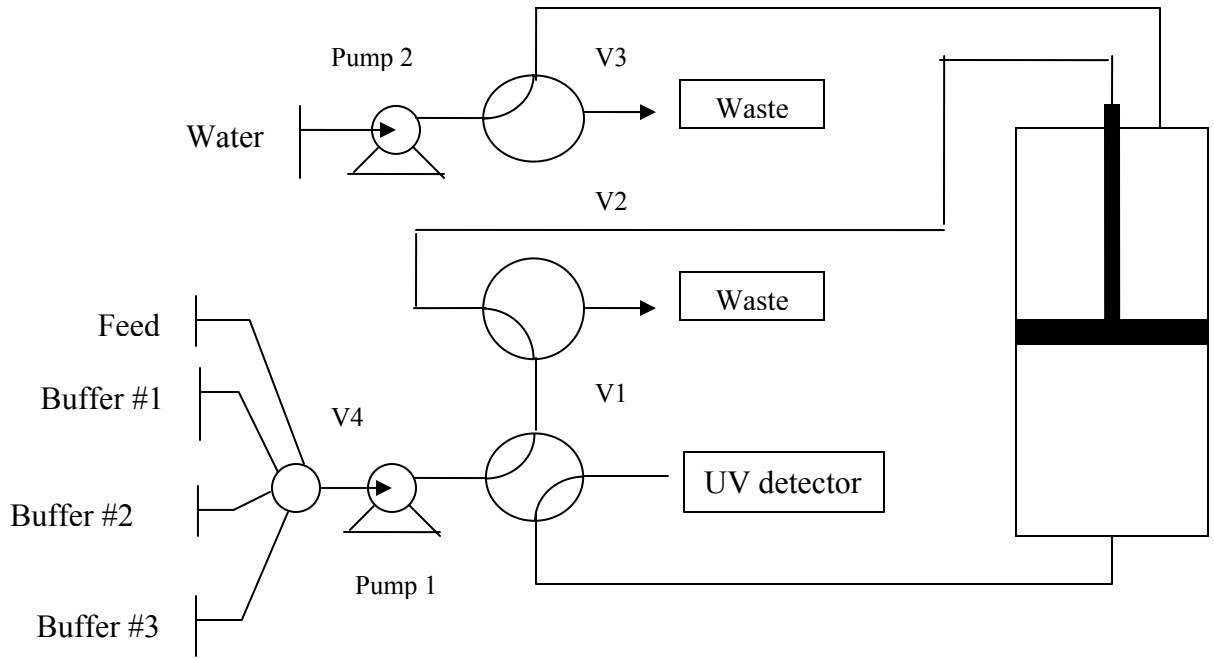 Pump 2
V3
Waste
Water
V2
Waste
Feed
Buffer #1
V1
V4
UV detector
Buffer #2
Pump 1
Buffer #3